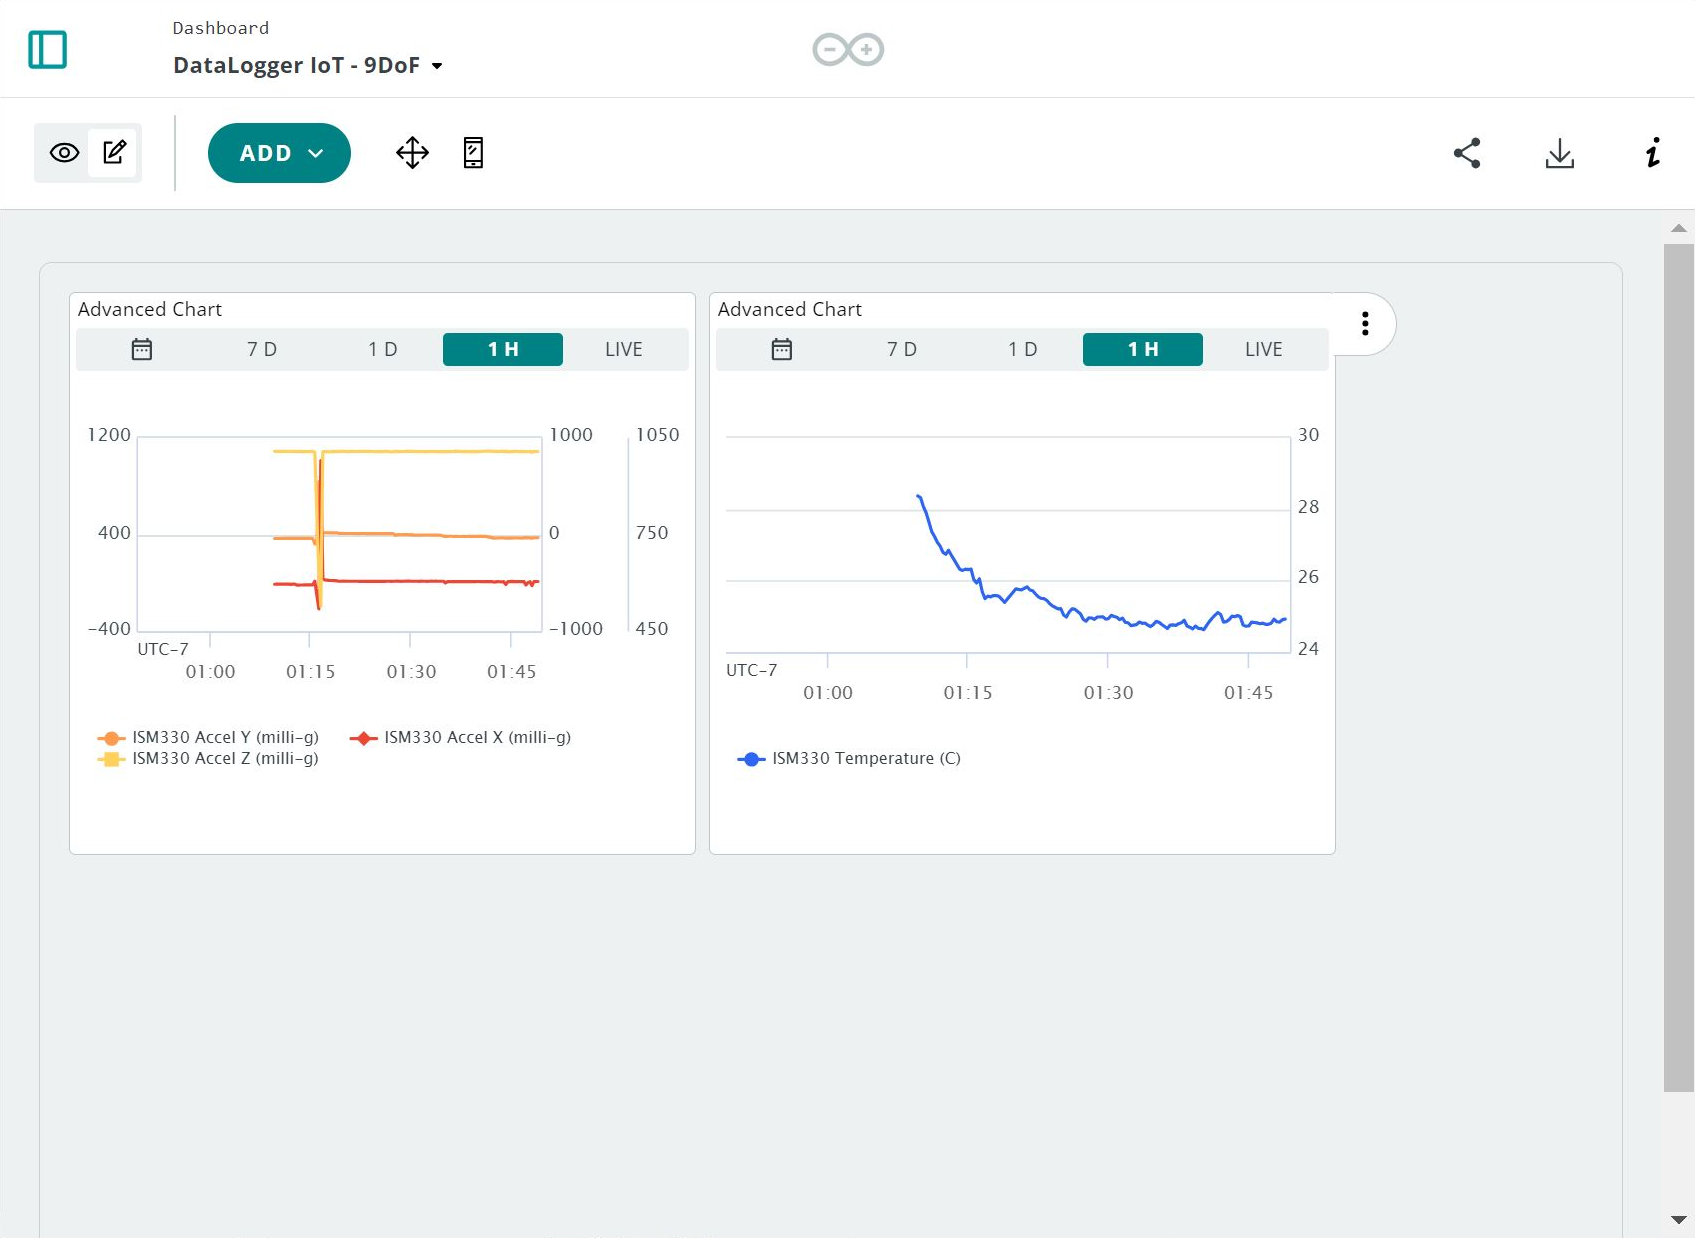 Dashboard
DataLogger IoT - 9DoF
ADD
Advanced Chart
7 D 1 D 1 H LIVE
1200 1000 1050
400 0 750
−400 −1000 450
UTC−7
01:00 01:15 01:30 01:45
ISM330 Accel Y (milli−g) ISM330 Accel X (milli−g)
ISM330 Accel Z (milli−g)
Advanced Chart
7 D 1 D 1 H LIVE
30
28
26
24
UTC−7
01:00 01:15 01:30 01:45
ISM330 Temperature (C)